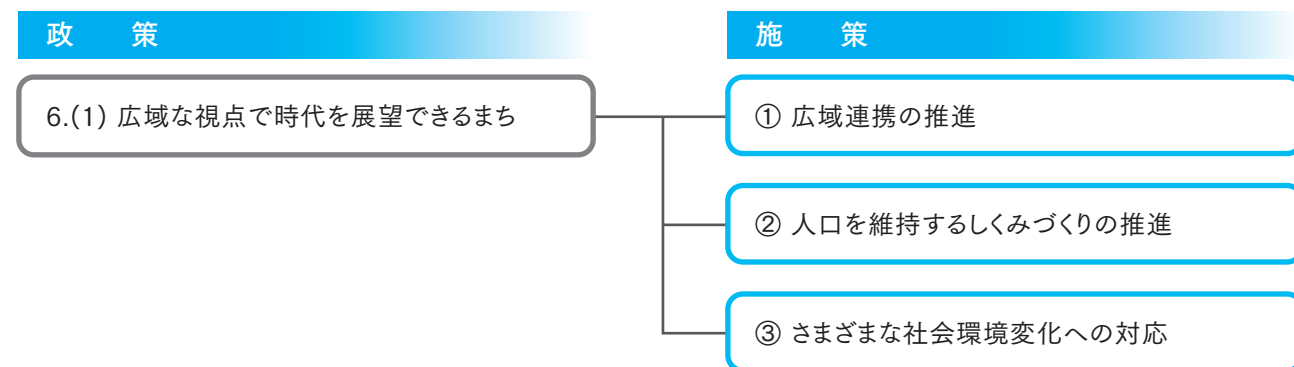 政　策
施　策
6.(1) 広域な視点で時代を展望できるまち
① 広域連携の推進
② 人口を維持するしくみづくりの推進
③ さまざまな社会環境変化への対応